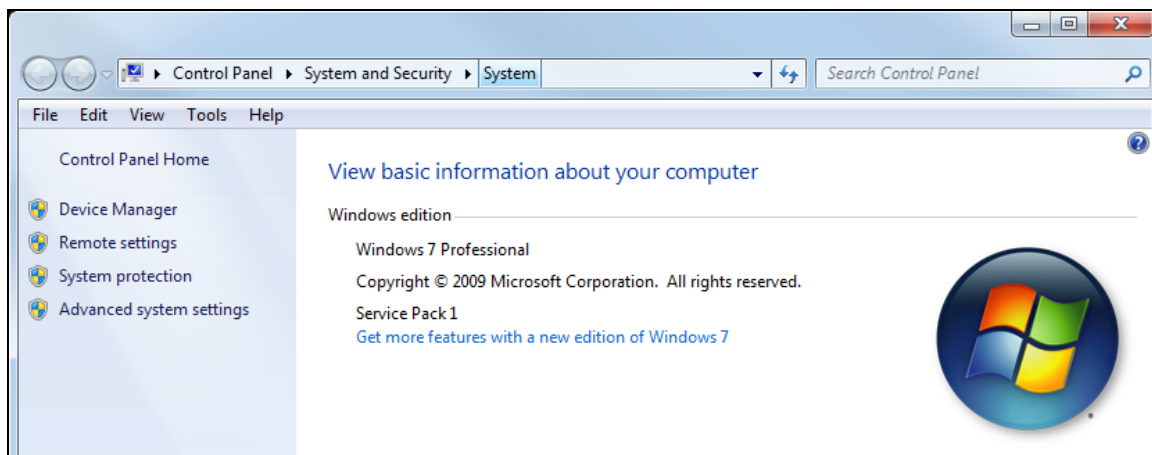 Control Panel System and Security System Search Control Panel
File Edit View Tools Help
Control Panel Home
Device Manager
Remote settings
System protection
Advanced system settings
View basic information about your computer
Windows edition
Windows 7 Professional
Copyright © 2009 Microsoft Corporation. All rights reserved.
Service Pack 1
Get more features with a new edition of Windows 7